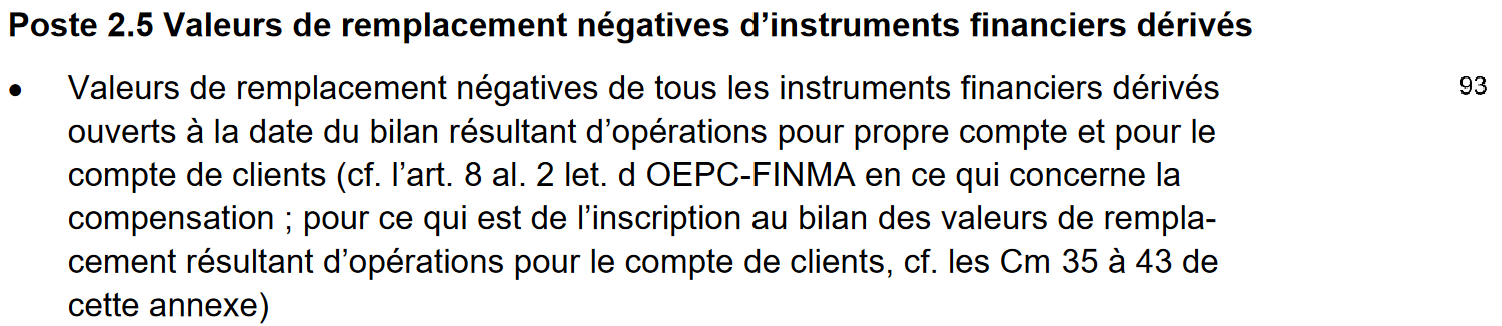 Poste 2.5 Valeurs de remplacement négatives d’instruments financiers dérivés
• Valeurs de remplacement négatives de tous les instruments financiers dérivés 93
ouverts à la date du bilan résultant d’opérations pour propre compte et pour le
compte de clients (cf. l’art. 8 al. 2 let. d OEPC-FINMA en ce qui concerne la
compensation ; pour ce qui est de l’inscription au bilan des valeurs de rempla-
cement résultant d’opérations pour le compte de clients, cf. les Cm 35 à 43 de
cette annexe)